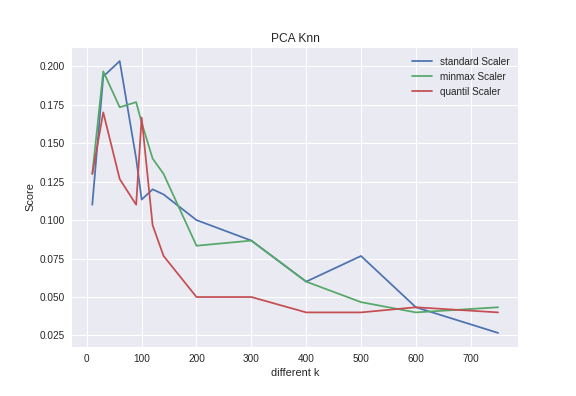 PCA Knn
standard Scaler
minmax Scaler
quantil Scaler
Score
0.200
0.175
0.150
0.125
0.100
0.075
0.050
0.025
0 100 200 300 400 500 600 700
different k